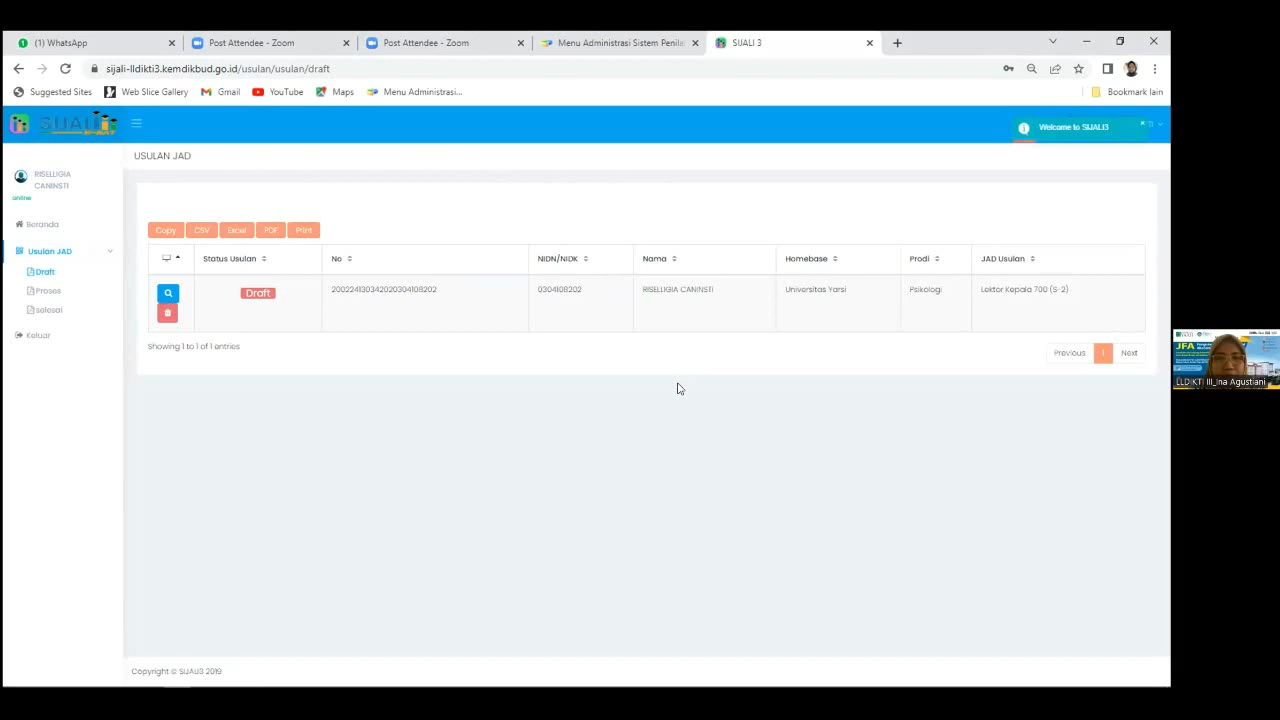 (1) WhatsApp
Post Attendee - Zoom
Post Attendee - Zoom
Menu Administrasi Sistem Penila
SIJALI 3
sijali-lldikti3.kemdikbud.go.id/usulan/usulan/draft
Suggested Sites
Web Slice Gallery
Gmail
YouTube
Maps
Menu Administrasi...
Bookmark lain
SIJALI
Welcome to SIJALI3
USULAN JAD
RISELLIGIA
CANINSTI
online
Beranda
Usulan JAD
Draft
Proses
selesai
Keluar
Copy
CSV
Excel
PDF
Print
Status Usulan
No
NIDN/NIDK
Nama
Homebase
Prodi
JAD Usulan
Draft
200224130342020304108202
0304108202
RISELLIGIA CANINSTI
Universitas Yarsi
Psikologi
Lektor Kepala 700 (S-2)
Showing 1 to 1 of 1 entries
Previous
1
Next
JFA
LLDIKTI III_Ina Agustiani
Copyright © SIJALI3 2019